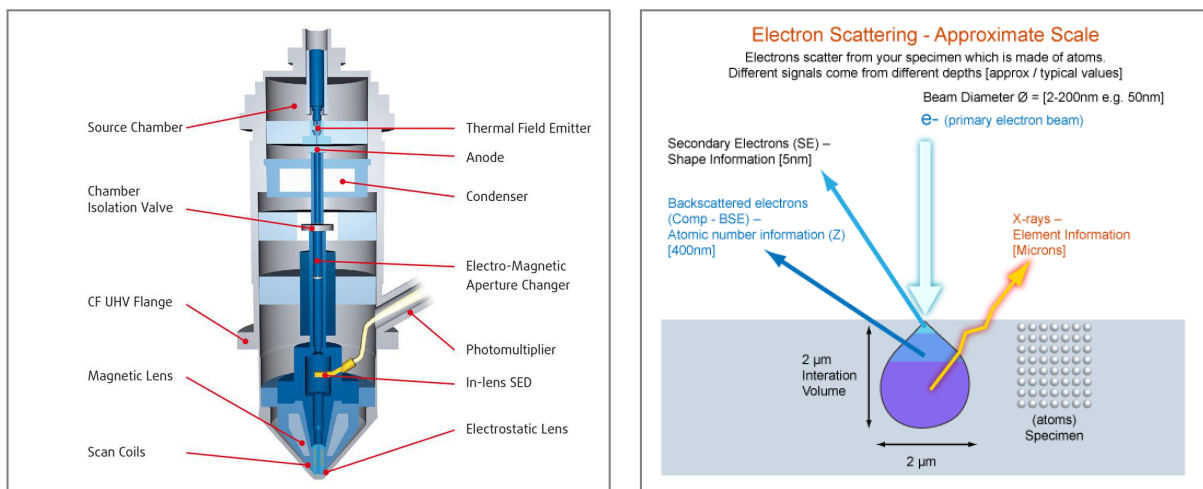 Source Chamber
Chamber
Isolation Valve
CF UHV Flange
Magnetic Lens
Scan Coils
Thermal Field Emitter
Anode
Condenser
Electro-Magnetic
Aperture Changer
Photomultiplier
In-lens SED
Electrostatic Lens
Electron Scattering - Approximate Scale
Electrons scatter from your specimen which is made of atoms.
Different signals come from different depths [approx / typical values]
Beam Diameter Ø = [2-200nm e.g. 50nm]
e- (primary electron beam)
Secondary Electrons (SE) –
Shape Information [5nm]
Backscattered electrons
(Comp - BSE) –
Atomic number information (Z)
[400nm]
X-rays –
Element Information
[Microns]
2 µm
Interation
Volume
2 µm
(atoms)
Specimen